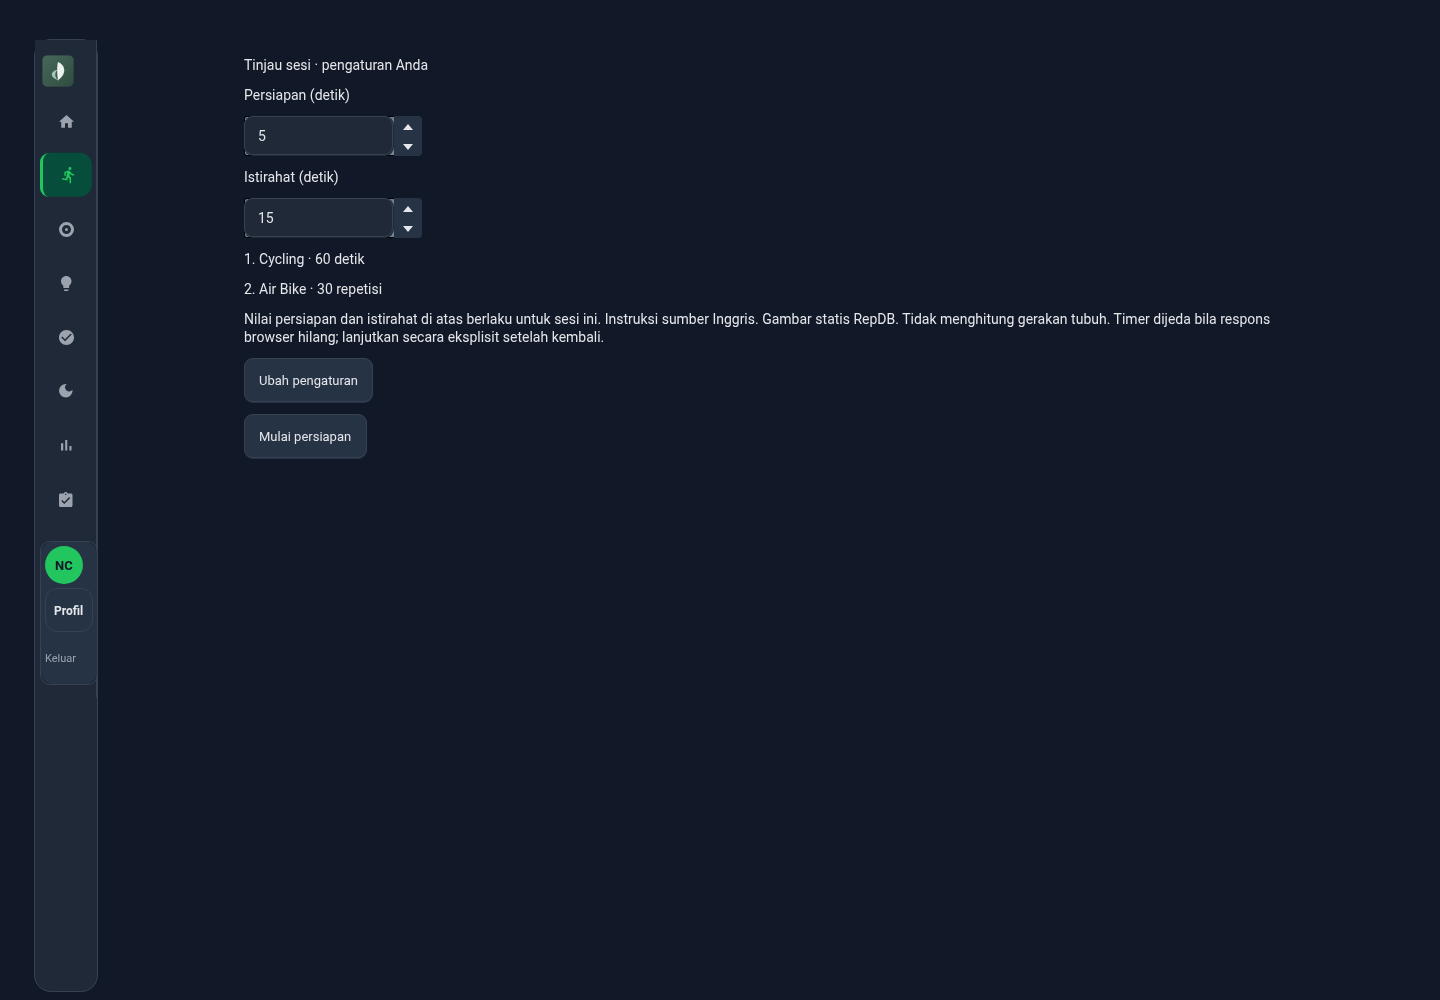 Tinjau sesi · pengaturan Anda
Persiapan (detik)
5
Istirahat (detik)
15
1. Cycling · 60 detik
2. Air Bike · 30 repetisi
Nilai persiapan dan istirahat di atas berlaku untuk sesi ini. Instruksi sumber Inggris. Gambar statis RepDB. Tidak menghitung gerakan tubuh. Timer dijeda bila respons
browser hilang; lanjutkan secara eksplisit setelah kembali.
Ubah pengaturan
Mulai persiapan
NC
Profil
Keluar